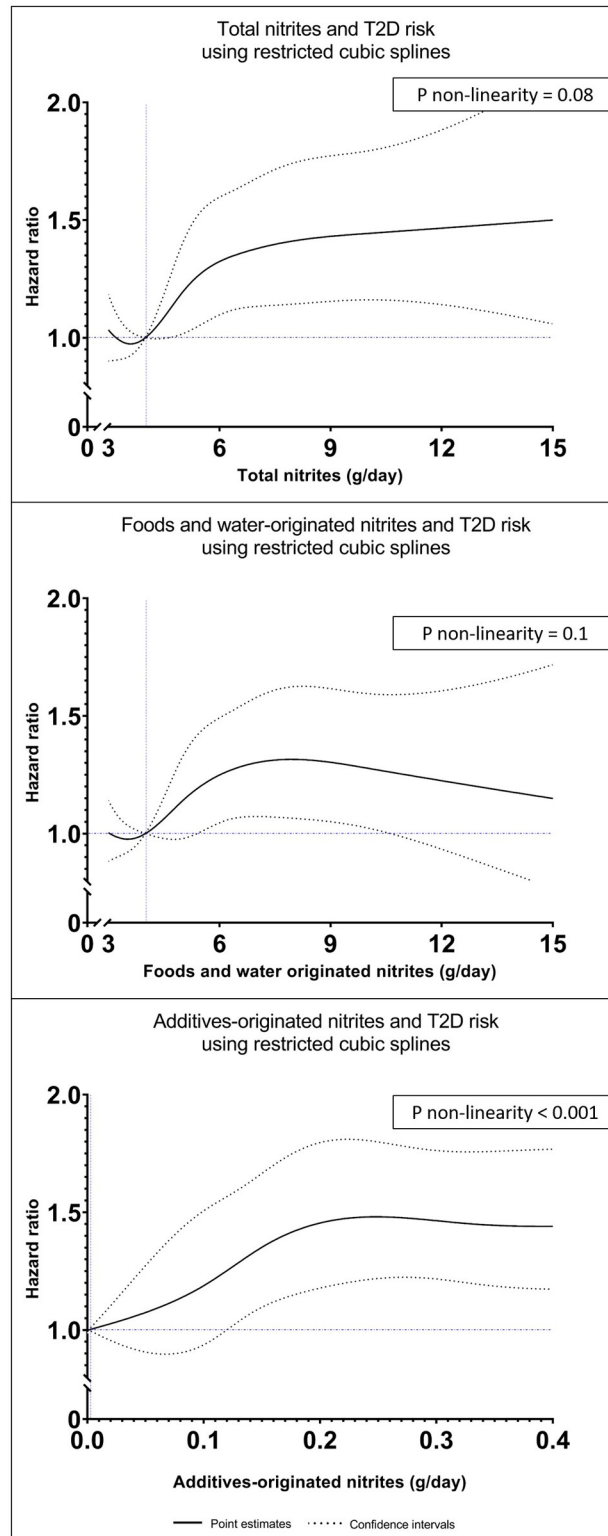 Total nitrites and T2D risk
using restricted cubic splines
P non-linearity = 0.08
2.0
1.5
1.0
0
Hazard ratio
0 3 6 9 12 15
Total nitrites (g/day)
Foods and water-originated nitrites and T2D risk
using restricted cubic splines
P non-linearity = 0.1
2.0
1.5
1.0
0
Hazard ratio
0 3 6 9 12 15
Foods and water originated nitrites (g/day)
Additives-originated nitrites and T2D risk
using restricted cubic splines
P non-linearity < 0.001
2.0
1.5
1.0
0
Hazard ratio
0.0 0.1 0.2 0.3 0.4
Additives-originated nitrites (g/day)
Point estimates Confidence intervals